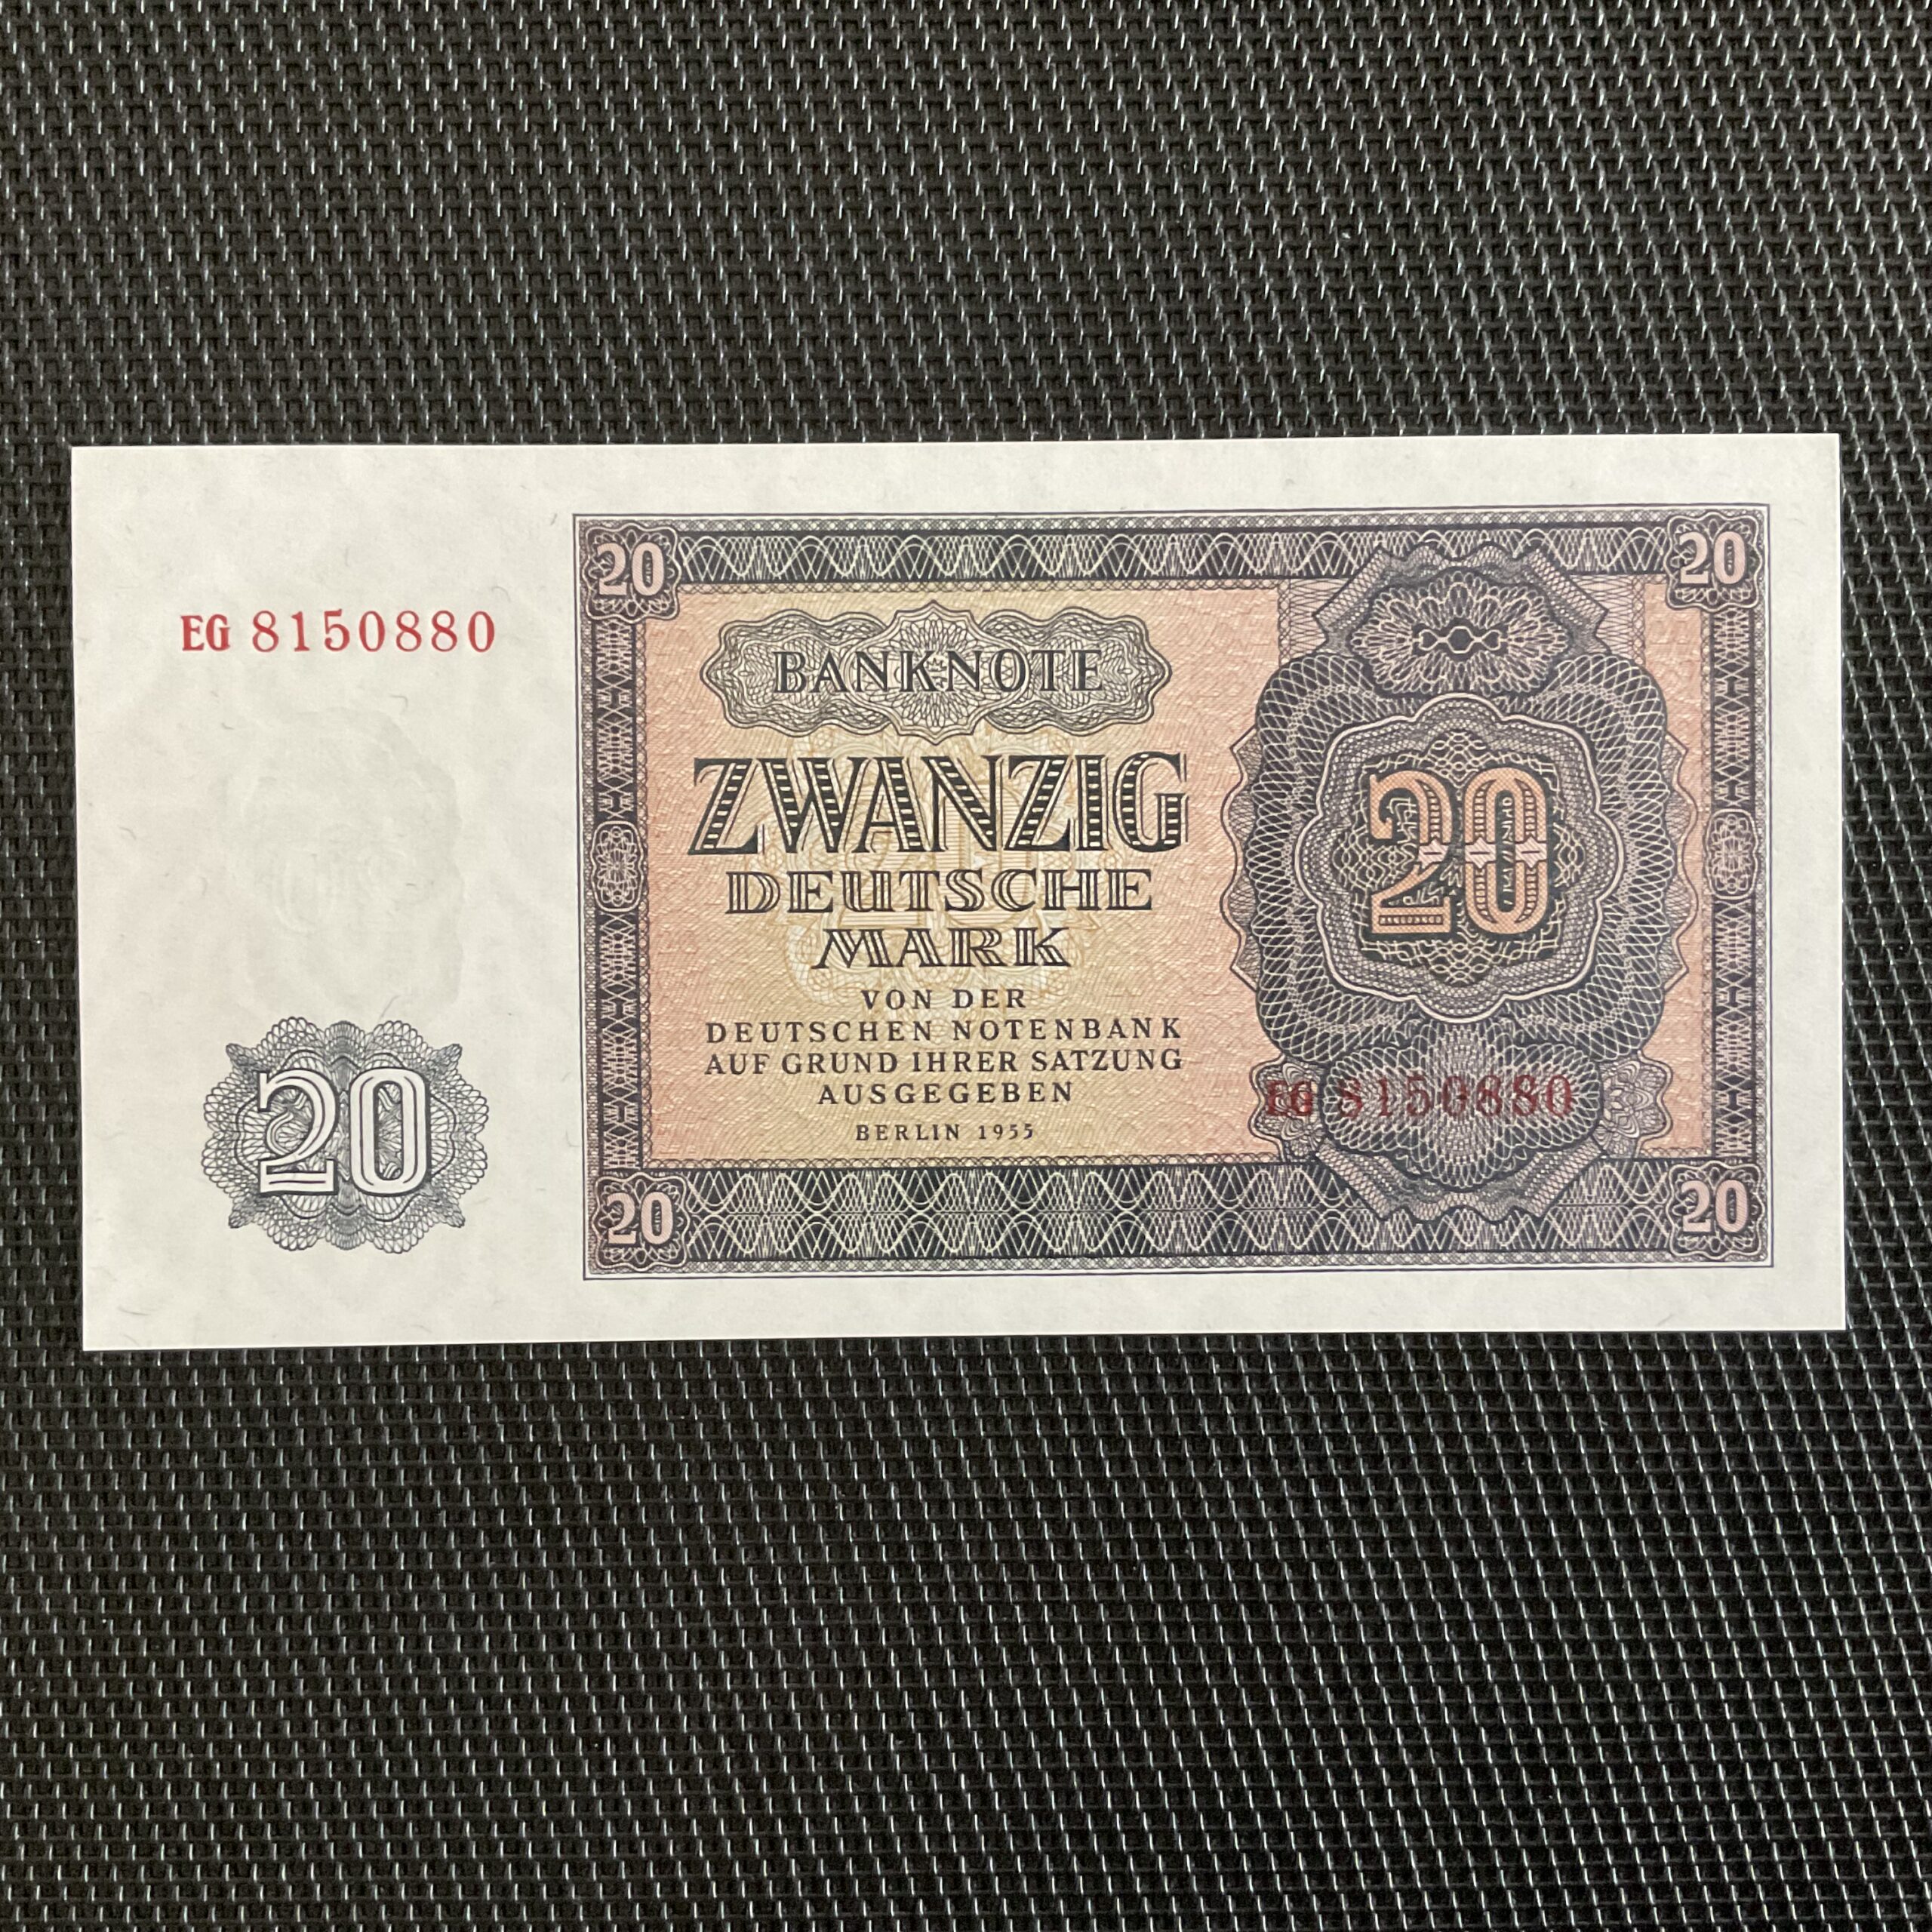 20
20
EG 8150880
BANKNOTE
ZWANZIG
DEUTSCHE
MARK
20
VON DER
DEUTSCHEN NOTENBANK
AUF GRUND IHRER SATZUNG
AUSGEGEBEN
BERLIN 1955
EG 8150880
20
20
20